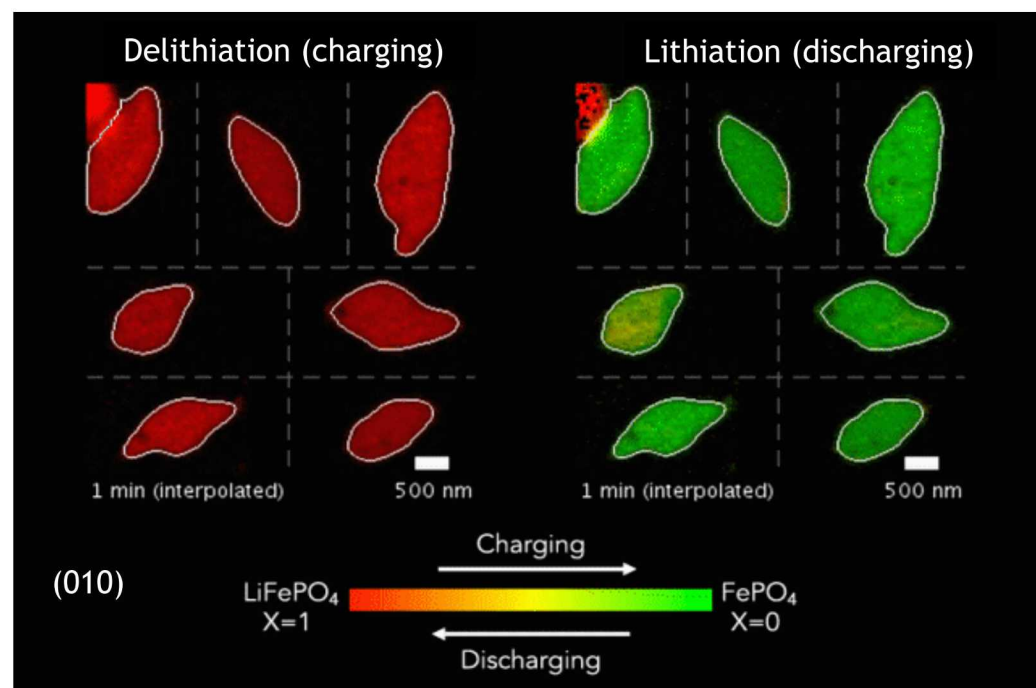 Delithiation (charging)
Lithiation (discharging)
1 min (interpolated)
500 nm
1 min (interpolated)
500 nm
Charging
(010)
LiFePO₄
X=1
FePO₄
X=0
Discharging